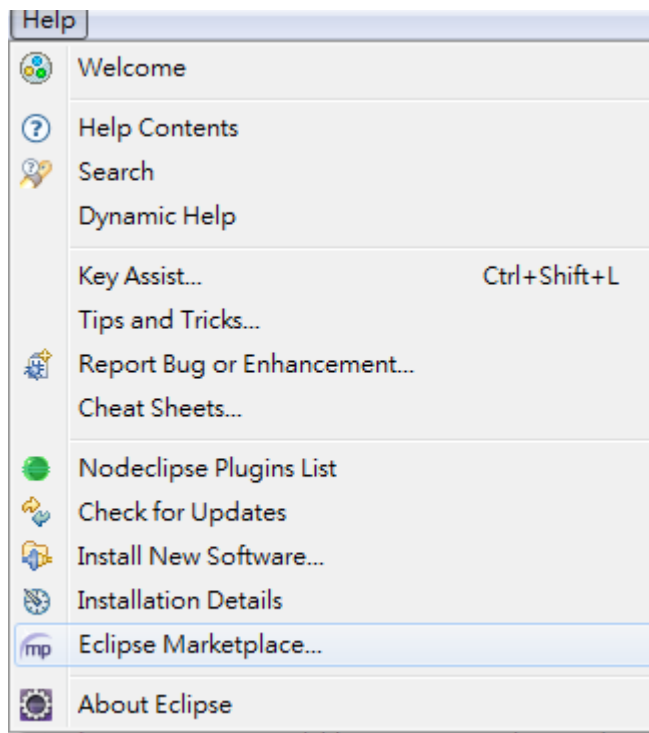 Help
Welcome
Help Contents
Search
Dynamic Help
Key Assist... Ctrl+Shift+L
Tips and Tricks...
Report Bug or Enhancement...
Cheat Sheets...
Nodeclipse Plugins List
Check for Updates
Install New Software...
Installation Details
mp Eclipse Marketplace...
About Eclipse